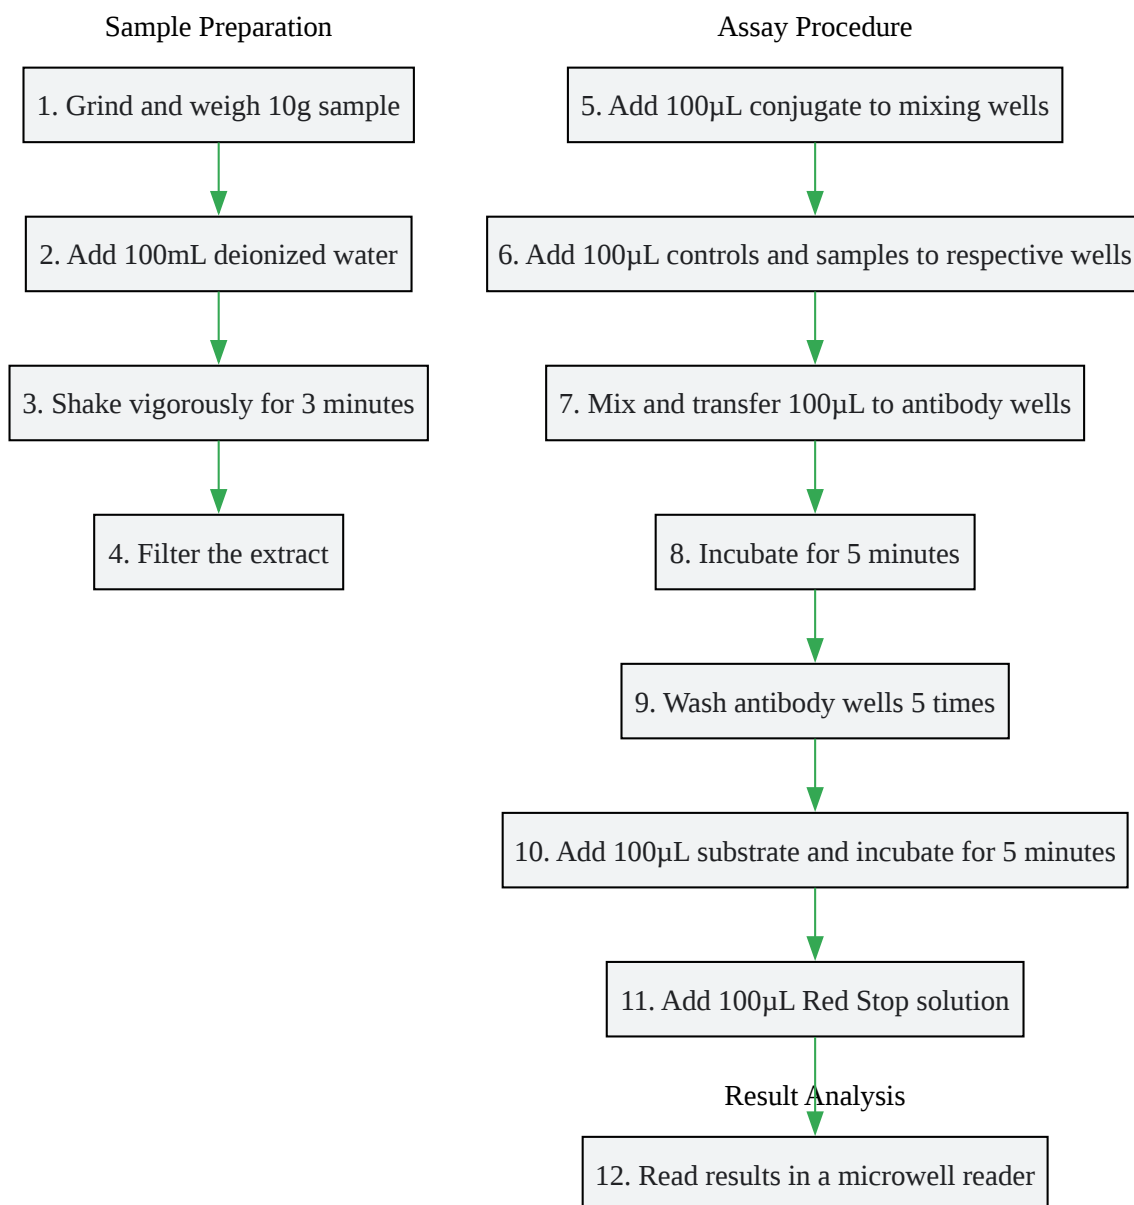 Sample Preparation
1. Grind and weigh 10g sample
2. Add 100mL deionized water
3. Shake vigorously for 3 minutes
4. Filter the extract
Assay Procedure
5. Add 100µL conjugate to mixing wells
6. Add 100µL controls and samples to respective wells
7. Mix and transfer 100µL to antibody wells
8. Incubate for 5 minutes
9. Wash antibody wells 5 times
10. Add 100µL substrate and incubate for 5 minutes
11. Add 100µL Red Stop solution
Result Analysis
12. Read results in a microwell reader